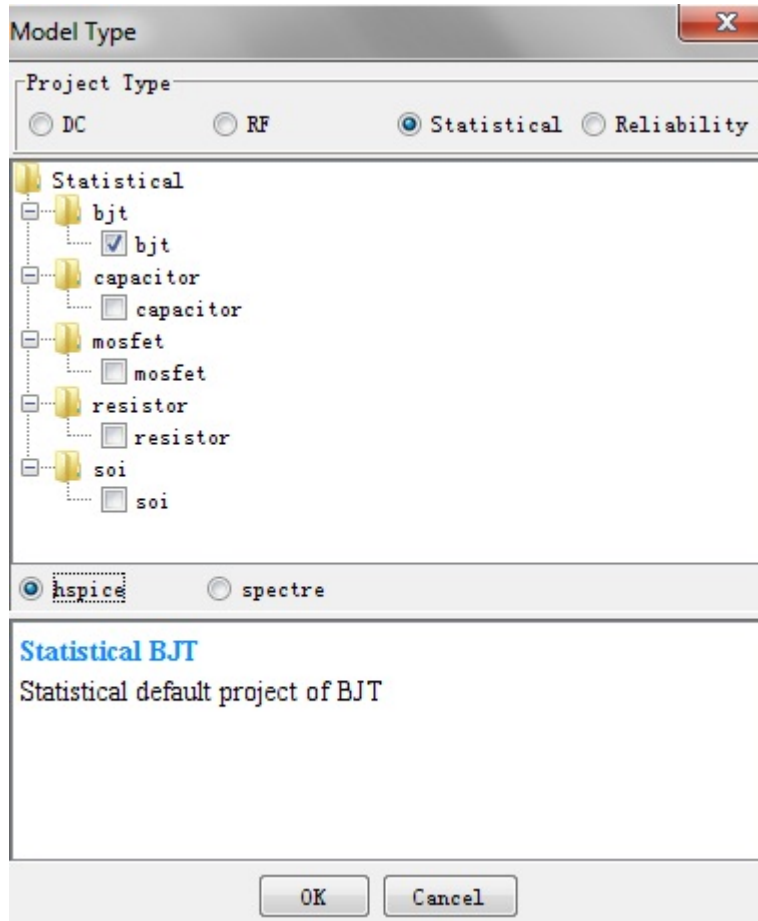 Model Type
Project Type
DC RF Statistical Reliability
Statistical
bjt
bjt
capacitor
capacitor
mosfet
mosfet
resistor
resistor
soi
soi
hspice spectre
Statistical BJT
Statistical default project of BJT
OK Cancel